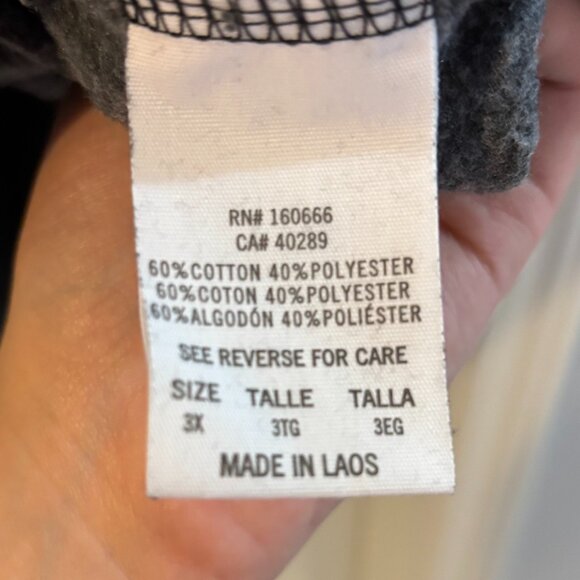 RN# 160666
CA# 40289
60%COTTON 40%POLYESTER
60%COTON 40%POLYESTER
60%ALGODÓN 40%POLIÉSTER
SEE REVERSE FOR CARE
SIZE TALLE TALLA
3X 3TG 3EG
MADE IN LAOS